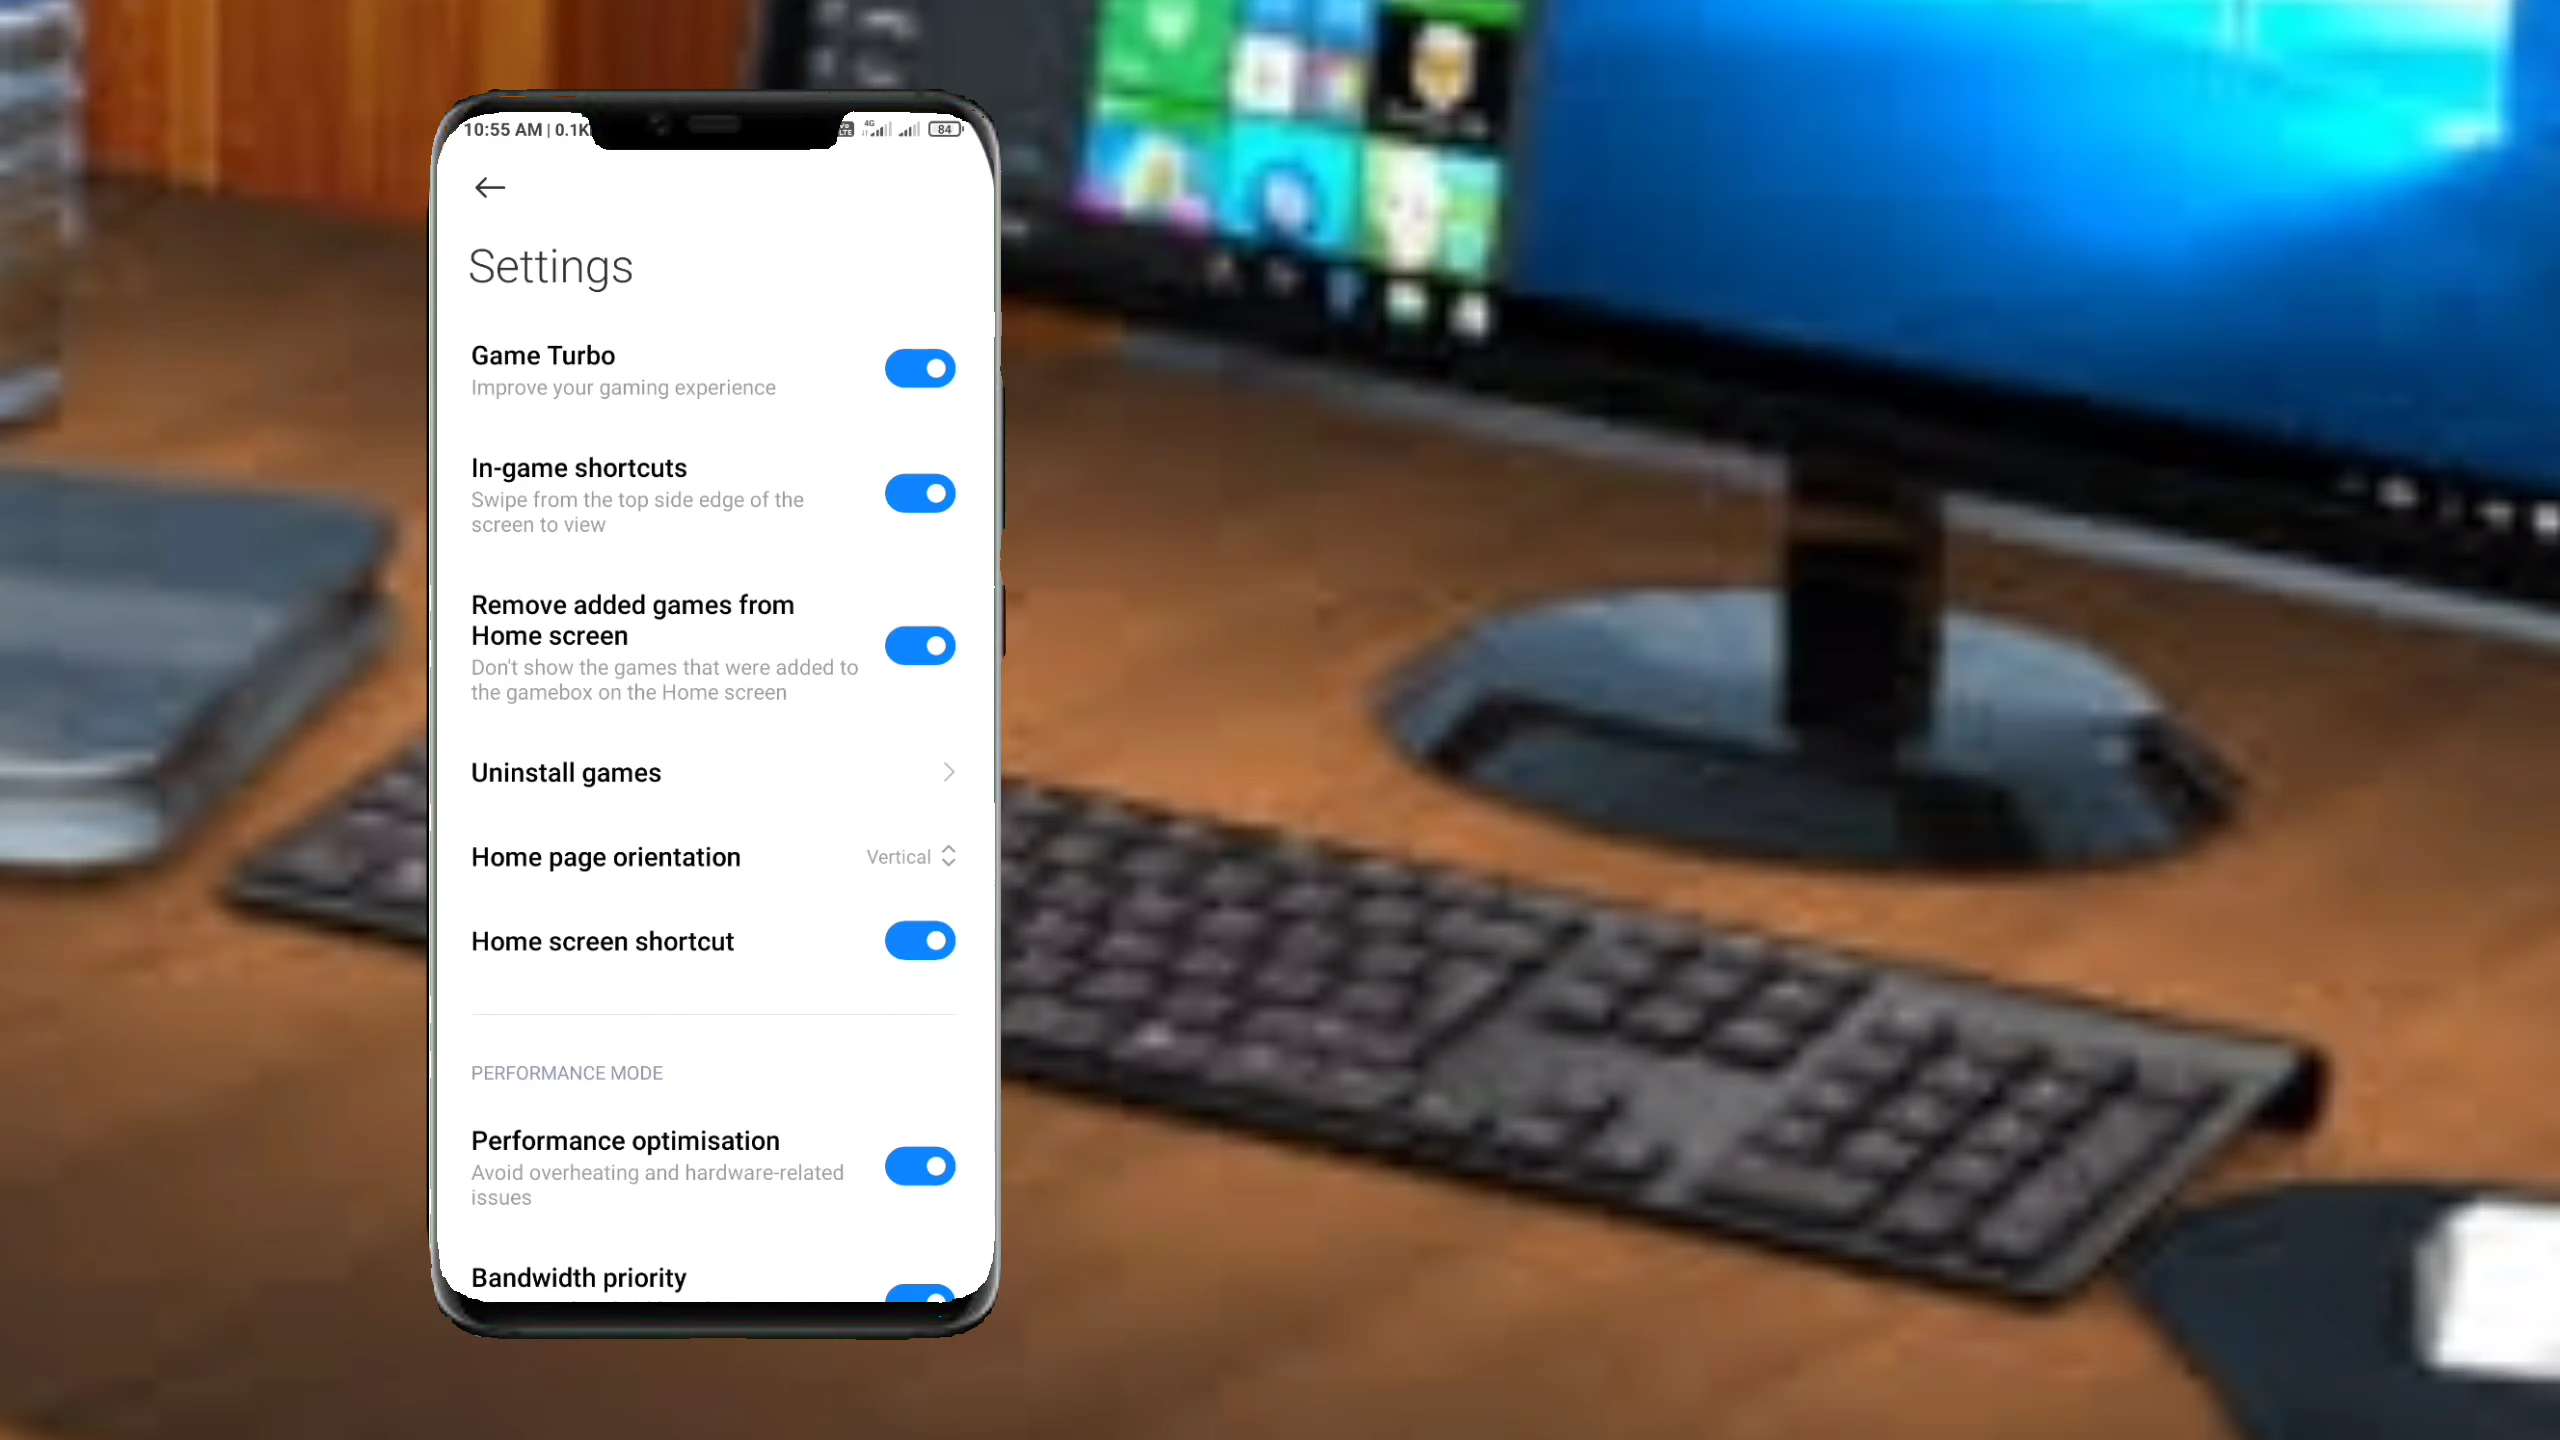 10:55 AM | 0.1K
4G
84
Settings
Game Turbo
Improve your gaming experience
In-game shortcuts
Swipe from the top side edge of the
screen to view
Remove added games from
Home screen
Don't show the games that were added to
the gamebox on the Home screen
Uninstall games
Home page orientation
Vertical
Home screen shortcut
PERFORMANCE MODE
Performance optimisation
Avoid overheating and hardware-related
issues
Bandwidth priority